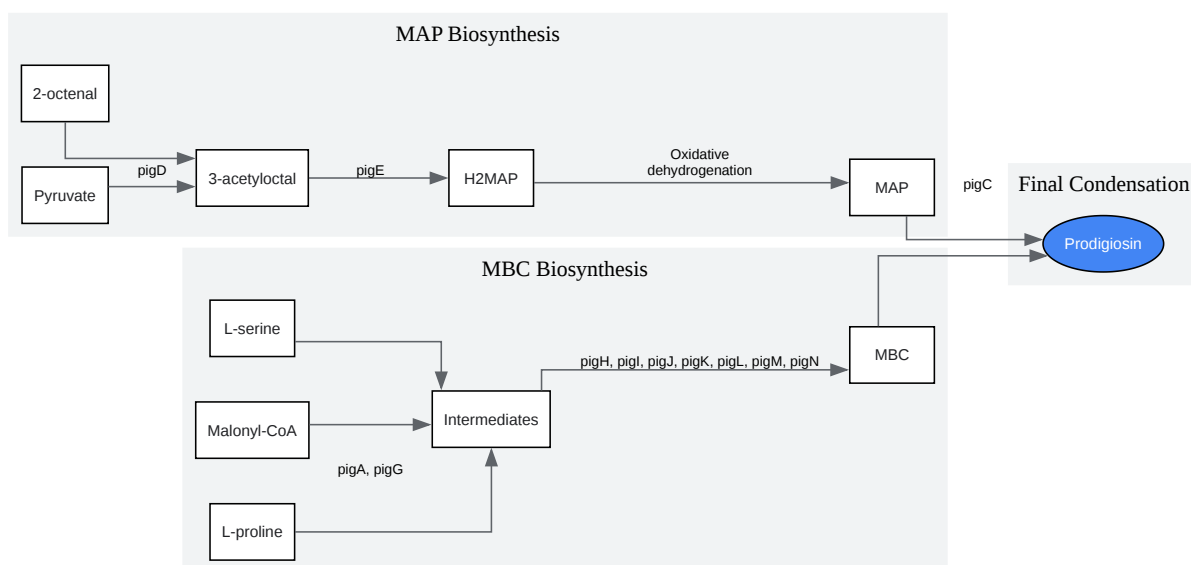 MAP Biosynthesis
2-octenal
Pyruvate
pigD
3-acetyloctal
pigE
H2MAP
Oxidative
dehydrogenation
MAP
pigC
Final Condensation
Prodigiosin
MBC Biosynthesis
L-serine
Malonyl-CoA
L-proline
pigA, pigG
Intermediates
pigH, pigI, pigJ, pigK, pigL, pigM, pigN
MBC